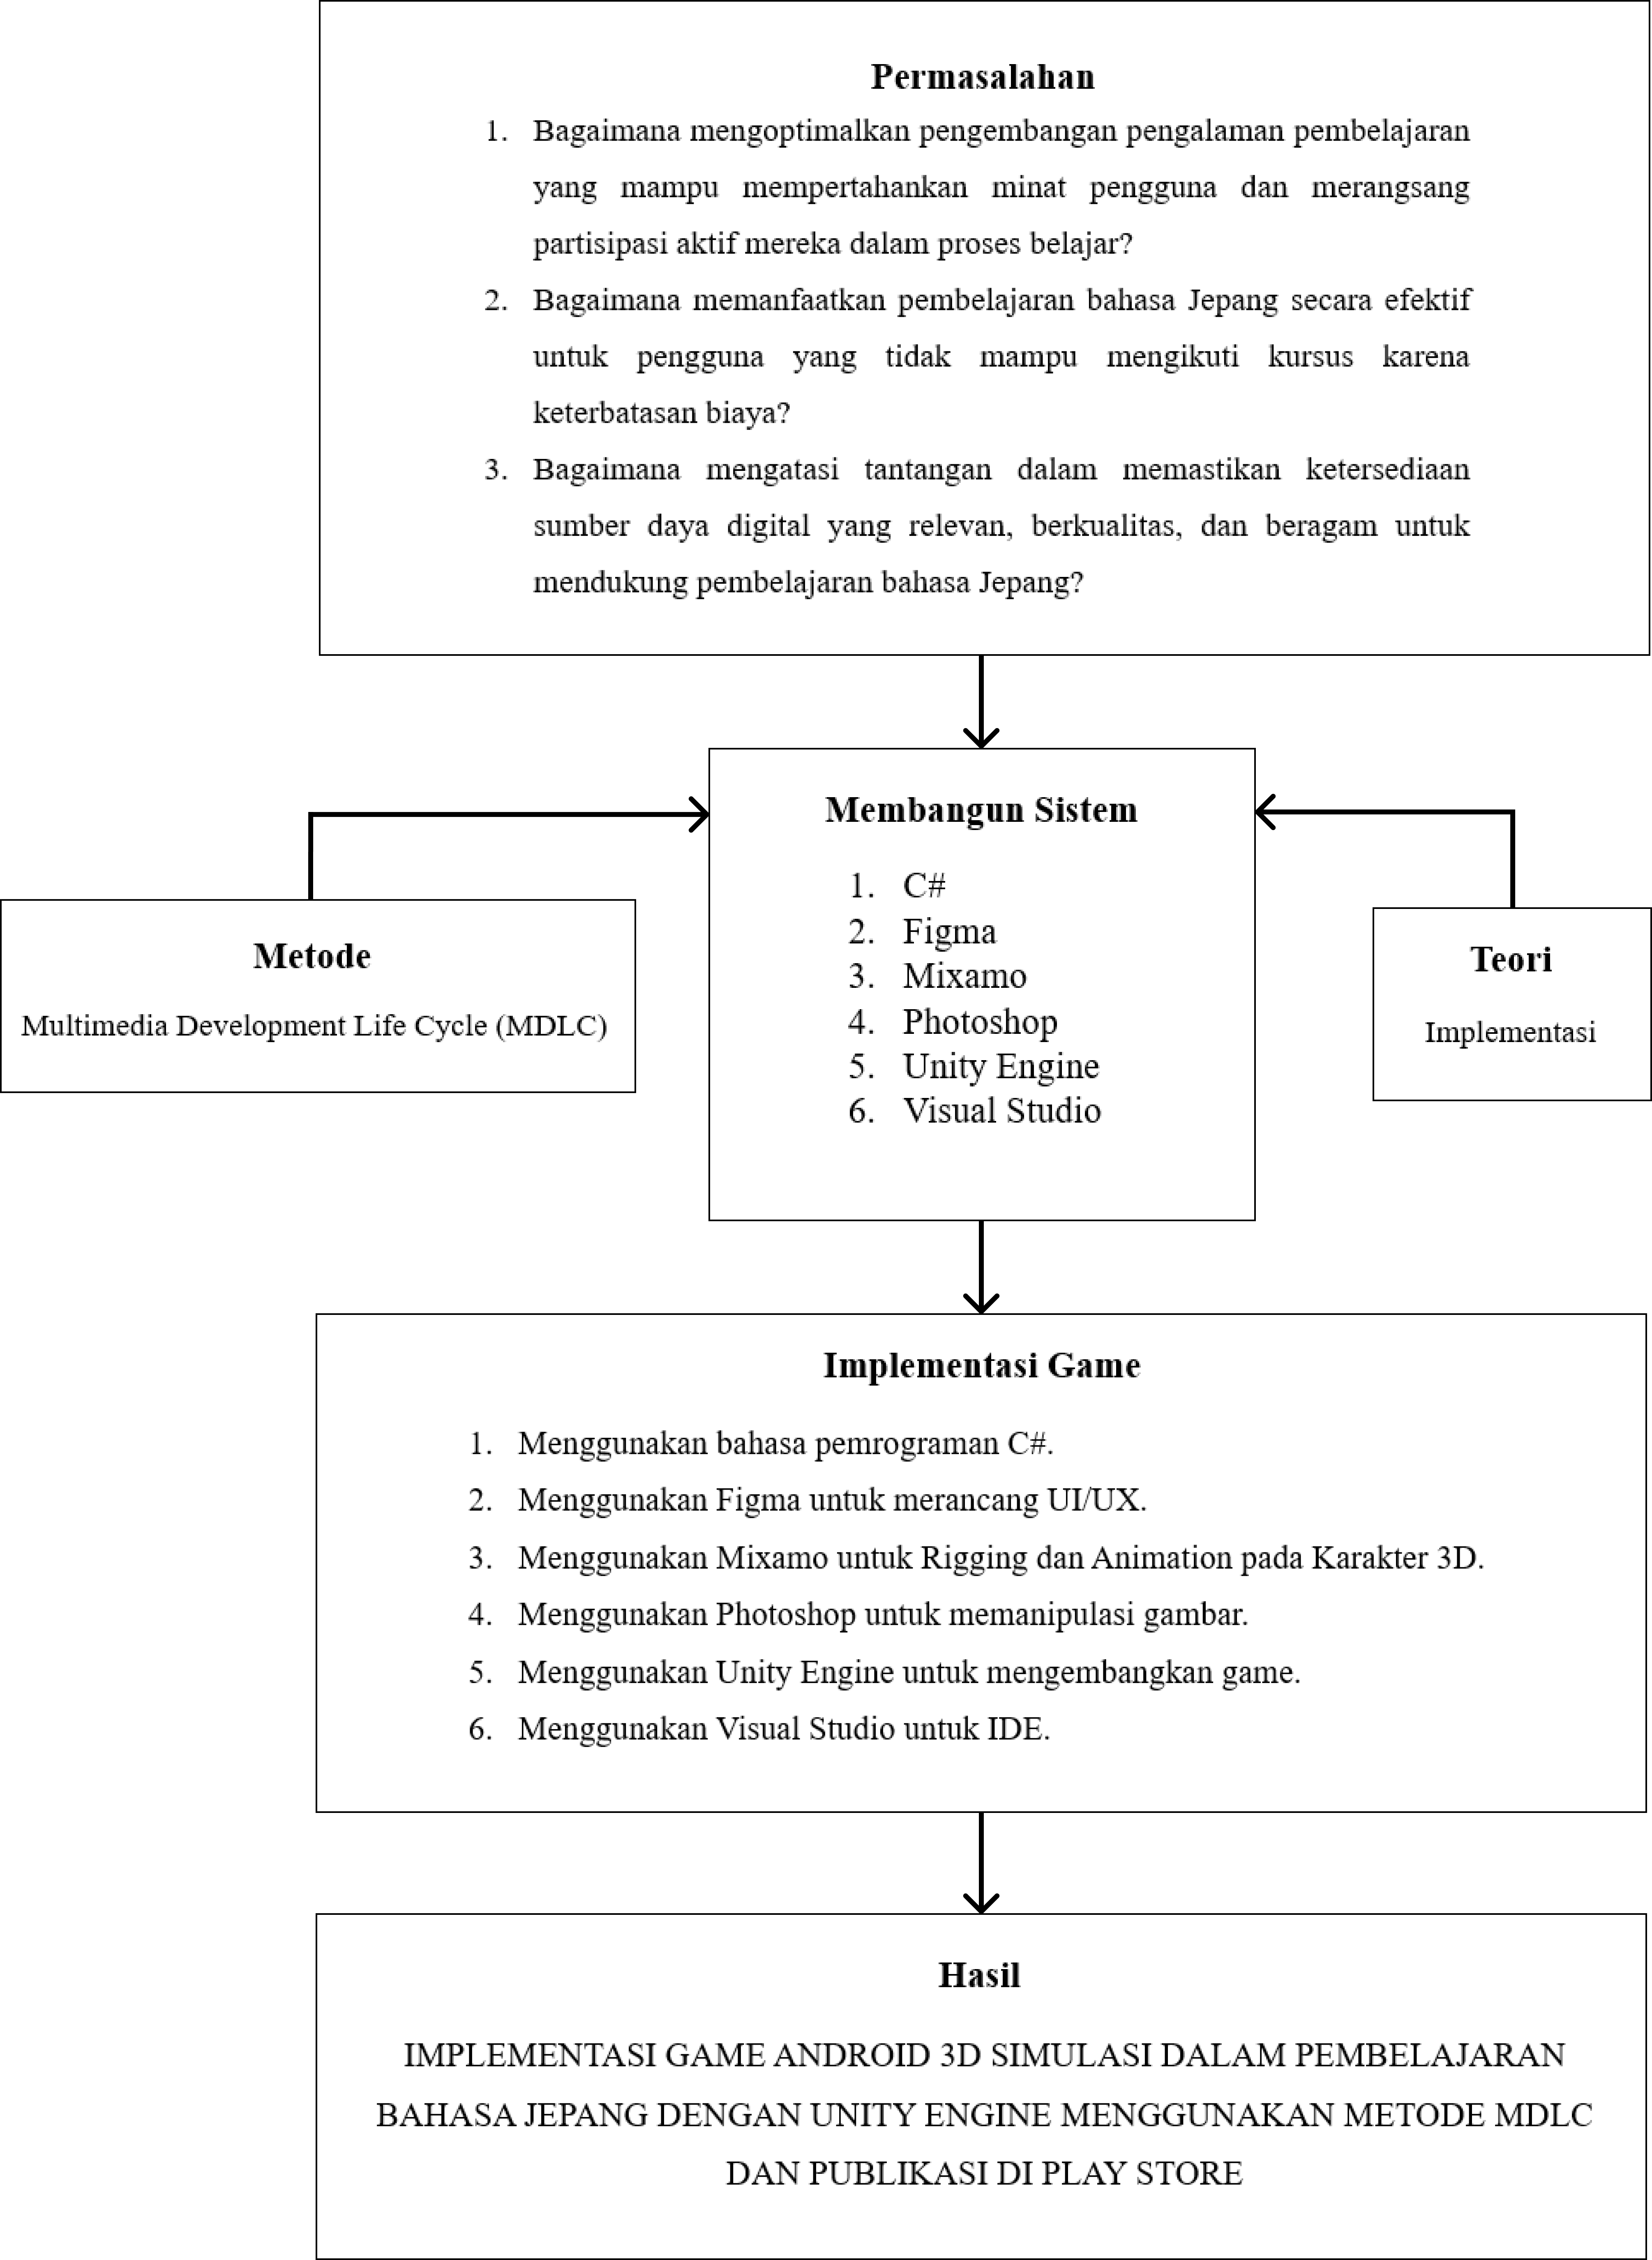 Permasalahan
1. Bagaimana mengoptimalkan pengembangan pengalaman pembelajaran
yang mampu mempertahankan minat pengguna dan merangsang
partisipasi aktif mereka dalam proses belajar?
2. Bagaimana memanfaatkan pembelajaran bahasa Jepang secara efektif
untuk pengguna yang tidak mampu mengikuti kursus karena
keterbatasan biaya?
3. Bagaimana mengatasi tantangan dalam memastikan ketersediaan
sumber daya digital yang relevan, berkualitas, dan beragam untuk
mendukung pembelajaran bahasa Jepang?
Metode
Multimedia Development Life Cycle (MDLC)
Membangun Sistem
1. C#
2. Figma
3. Mixamo
4. Photoshop
5. Unity Engine
6. Visual Studio
Teori
Implementasi
Implementasi Game
1. Menggunakan bahasa pemrograman C#.
2. Menggunakan Figma untuk merancang UI/UX.
3. Menggunakan Mixamo untuk Rigging dan Animation pada Karakter 3D.
4. Menggunakan Photoshop untuk memanipulasi gambar.
5. Menggunakan Unity Engine untuk mengembangkan game.
6. Menggunakan Visual Studio untuk IDE.
Hasil
IMPLEMENTASI GAME ANDROID 3D SIMULASI DALAM PEMBELAJARAN
BAHASA JEPANG DENGAN UNITY ENGINE MENGGUNAKAN METODE MDLC
DAN PUBLIKASI DI PLAY STORE